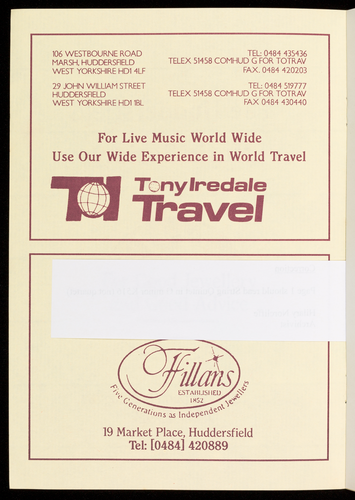 106 WESTBOURNE ROAD TEL: 0484 435436
MARSH, HUDDERSFIELD TELEX 51458 COMHUD G FOR TOTRAV
WEST YORKSHIRE HD1 4LF FAX. 0484 420203
29 JOHN WILLIAM STREET TEL: 0484 519777
HUDDERSFIELD TELEX 51458 COMHUD G FOR TOTRAV
WEST YORKSHIRE HD1 1BL FAX 0484 430440
For Live Music World Wide
Use Our Wide Experience in World Travel
TI Tony Iredale
Travel
Fillans
ESTABLISHED
1852
Five Generations as Independent Jewellers
19 Market Place, Huddersfield
Tel: [0484] 420889